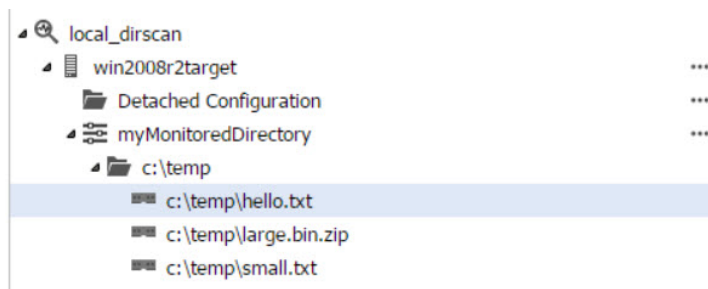 local_dirscan
win2008r2target
Detached Configuration
myMonitoredDirectory
c:\temp
c:\temp\hello.txt
c:\temp\large.bin.zip
c:\temp\small.txt